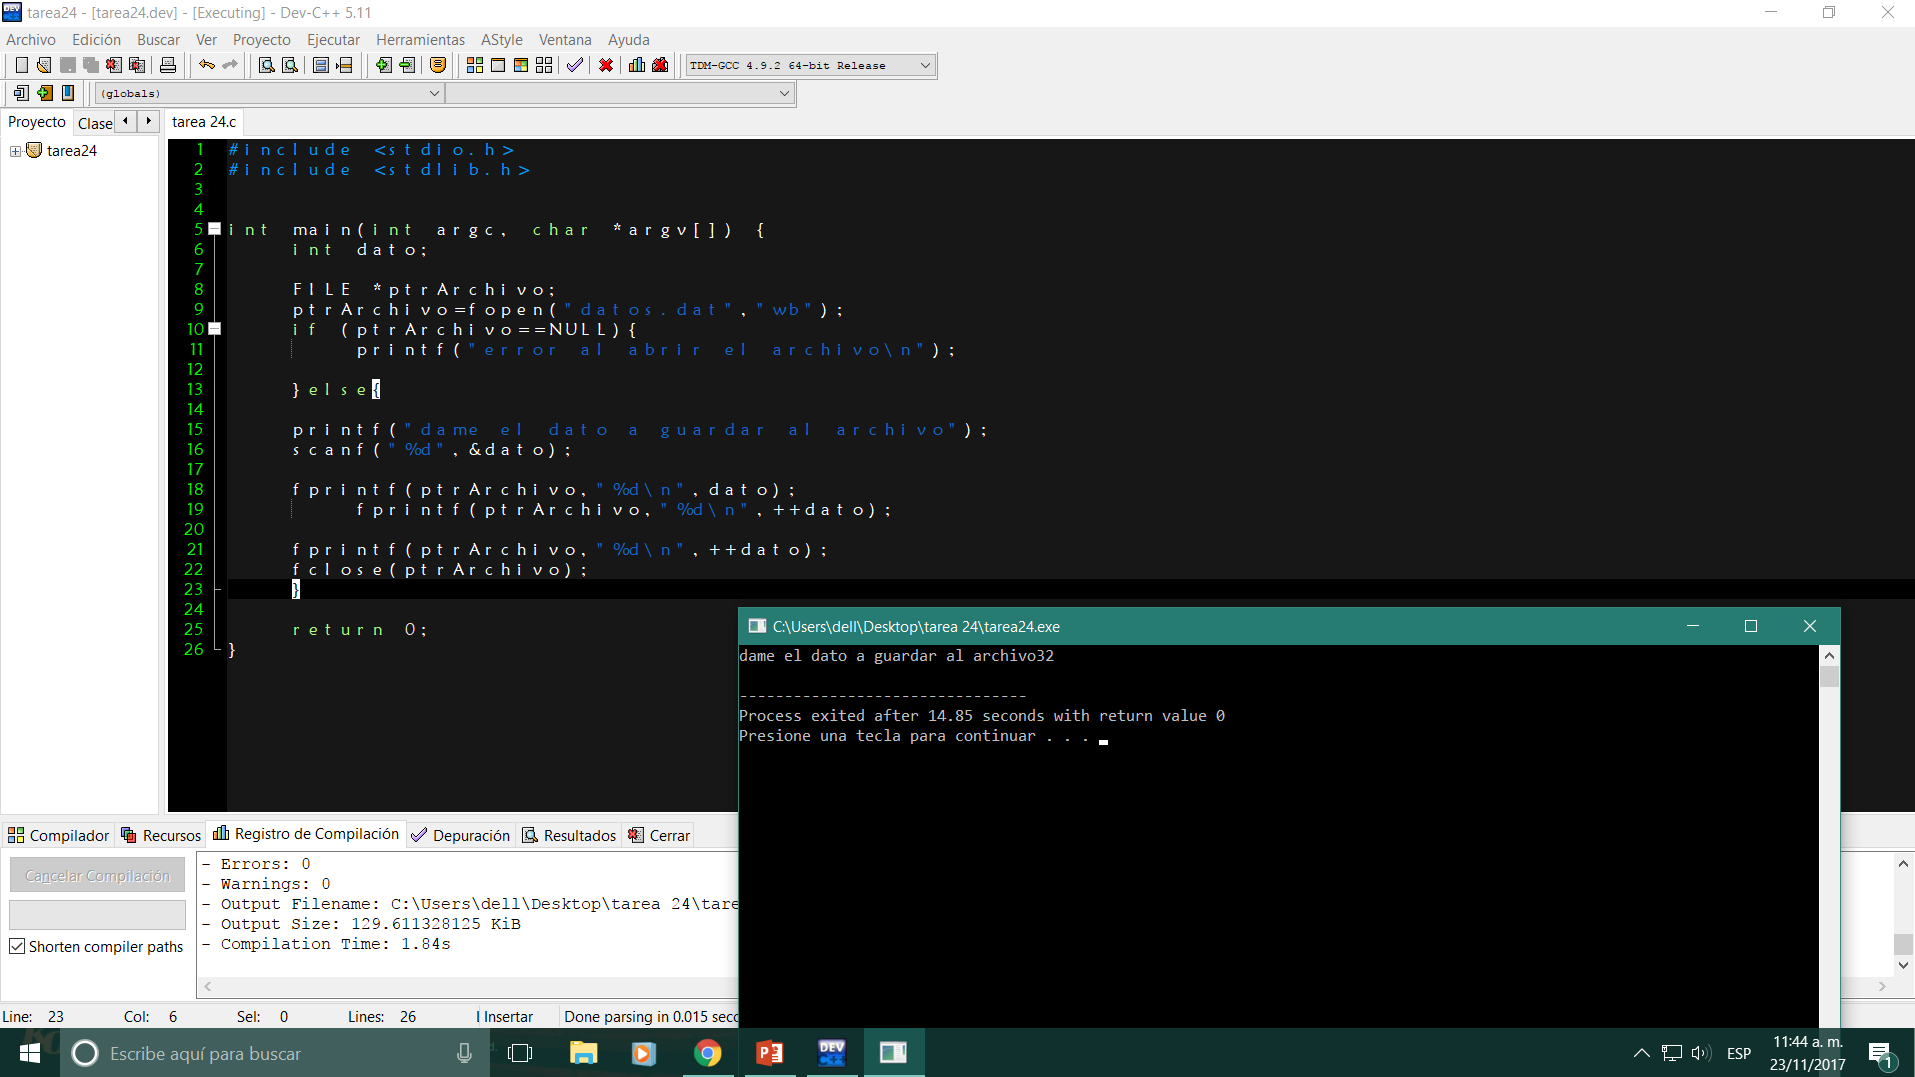 tarea24 - [tarea24.dev] - [Executing] - Dev-C++ 5.11
Archivo Edición Buscar Ver Proyecto Ejecutar Herramientas AStyle Ventana Ayuda
TDM-GCC 4.9.2 64-bit Release
(globals)
Proyecto Clase tarea 24.c
tarea24
1 #include <stdio.h>
2 #include <stdlib.h>
3
4
5 int main(int argc, char *argv[]) {
6 int dato;
7
8 FILE *ptrArchivo;
9 ptrArchivo=fopen("datos.dat","wb");
10 if (ptrArchivo==NULL){
11 printf("error al abrir el archivo\n");
12
13 }else{
14
15 printf("dame el dato a guardar al archivo");
16 scanf("%d",&dato);
17
18 fprintf(ptrArchivo,"%d\n",dato);
19 fprintf(ptrArchivo,"%d\n",++dato);
20
21 fprintf(ptrArchivo,"%d\n",++dato);
22 fclose(ptrArchivo);
23 }
24
25 return 0;
26 }
C:\Users\dell\Desktop\tarea 24\tarea24.exe
dame el dato a guardar al archivo32
--------------------------------
Process exited after 14.85 seconds with return value 0
Presione una tecla para continuar . . .
Compilador Recursos Registro de Compilación Depuración Resultados Cerrar
Cancelar Compilación
Shorten compiler paths
- Errors: 0
- Warnings: 0
- Output Filename: C:\Users\dell\Desktop\tarea 24\tare
- Output Size: 129.611328125 KiB
- Compilation Time: 1.84s
Line: 23 Col: 6 Sel: 0 Lines: 26 Insertar Done parsing in 0.015 seco
Escribe aquí para buscar
DEV C++
ESP
11:44 a. m.
23/11/2017
1